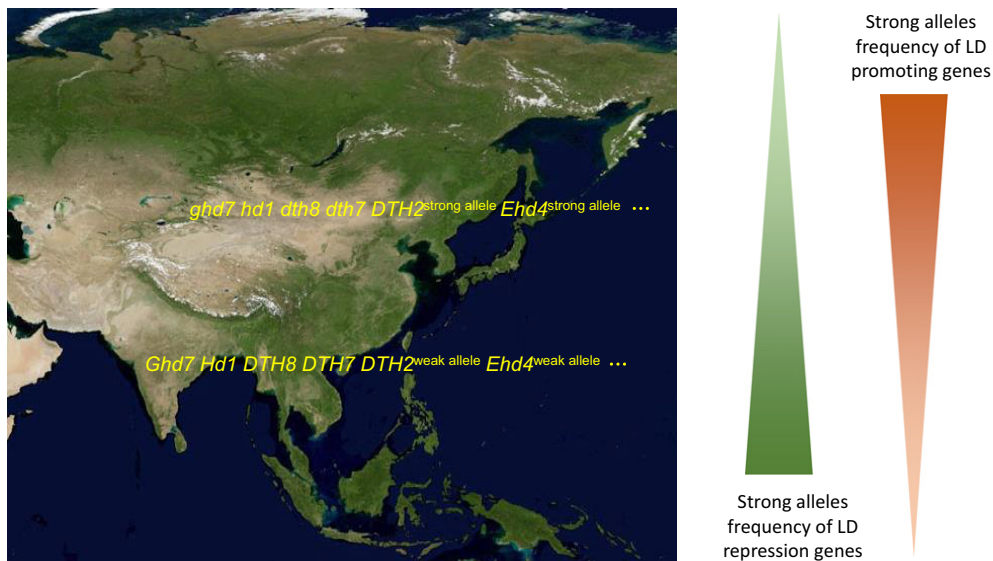 Strong alleles
frequency of LD
promoting genes
ghd7 hd1 dth8 dth7 DTH2strong allele Ehd4strong allele ...
Ghd7 Hd1 DTH8 DTH7 DTH2weak allele Ehd4weak allele ...
Strong alleles
frequency of LD
repression genes